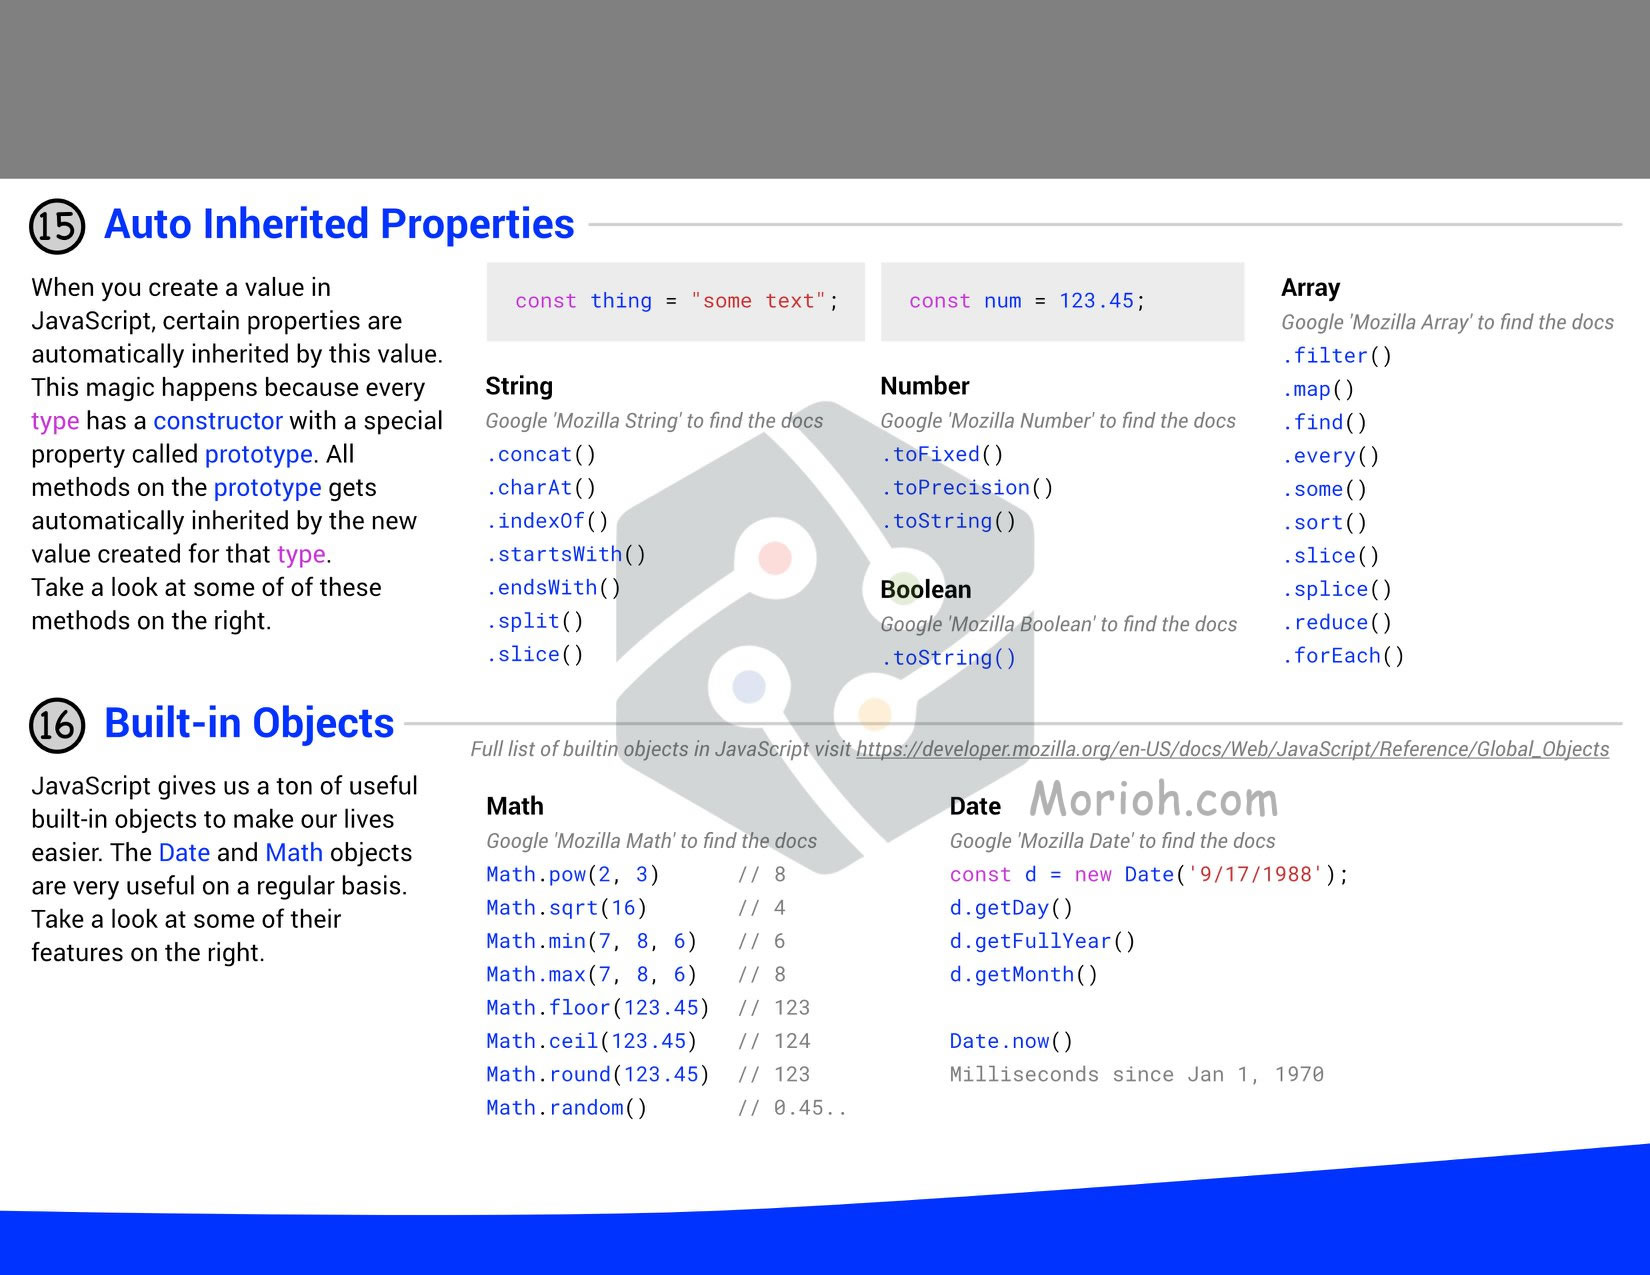 15 Auto Inherited Properties
When you create a value in
JavaScript, certain properties are
automatically inherited by this value.
This magic happens because every
type has a constructor with a special
property called prototype. All
methods on the prototype gets
automatically inherited by the new
value created for that type.
Take a look at some of of these
methods on the right.
const thing = "some text";
String
Google 'Mozilla String' to find the docs
.concat()
.charAt()
.indexOf()
.startsWith()
.endsWith()
.split()
.slice()
const num = 123.45;
Number
Google 'Mozilla Number' to find the docs
.toFixed()
.toPrecision()
.toString()
Boolean
Google 'Mozilla Boolean' to find the docs
.toString()
Array
Google 'Mozilla Array' to find the docs
.filter()
.map()
.find()
.every()
.some()
.sort()
.slice()
.splice()
.reduce()
.forEach()
16 Built-in Objects
Full list of builtin objects in JavaScript visit https://developer.mozilla.org/en-US/docs/Web/JavaScript/Reference/Global_Objects
JavaScript gives us a ton of useful
built-in objects to make our lives
easier. The Date and Math objects
are very useful on a regular basis.
Take a look at some of their
features on the right.
Math
Google 'Mozilla Math' to find the docs
Math.pow(2, 3) // 8
Math.sqrt(16) // 4
Math.min(7, 8, 6) // 6
Math.max(7, 8, 6) // 8
Math.floor(123.45) // 123
Math.ceil(123.45) // 124
Math.round(123.45) // 123
Math.random() // 0.45..
Date
Morioh.com
Google 'Mozilla Date' to find the docs
const d = new Date('9/17/1988');
d.getDay()
d.getFullYear()
d.getMonth()
Date.now()
Milliseconds since Jan 1, 1970